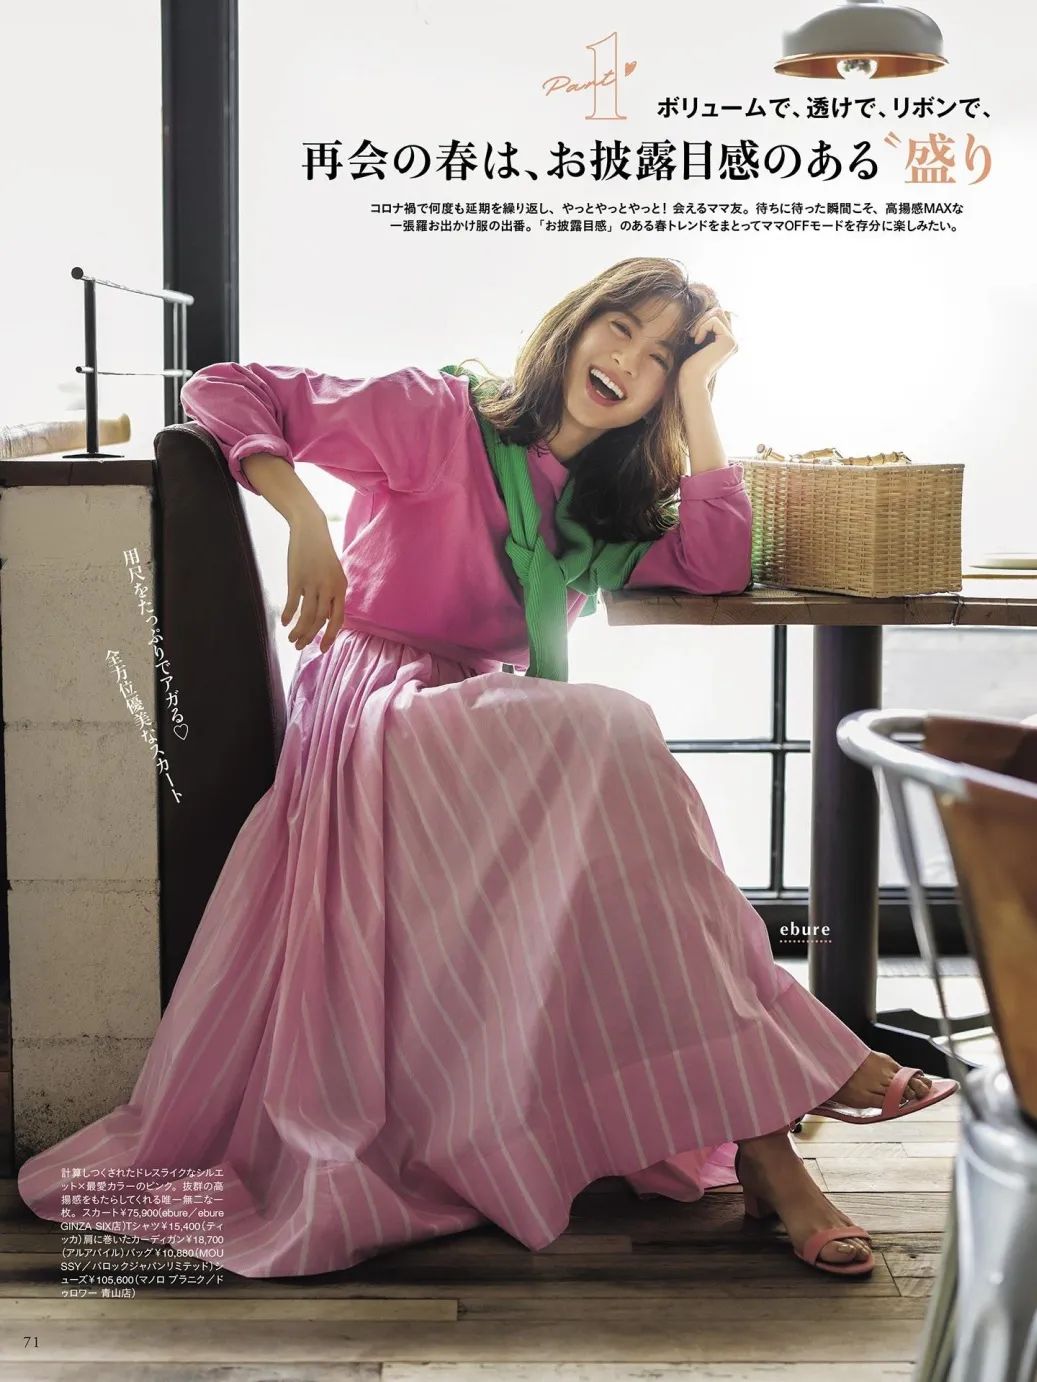 Part 1
ボリュームで、透けで、リボンで、
再会の春は、お披露目感のある〝盛り
コロナ禍で何度も延期を繰り返し、やっとやっとやっと！ 会えるママ友。待ちに待った瞬間こそ、高揚感MAXな
一張羅お出かけ服の出番。「お披露目感」のある春トレンドをまとってママOFFモードを存分に楽しみたい。
用尺をたっぷりでアガる♡
全方位優美なスカート
ebure
計算しつくされたドレスライクなシルエ
ット×最愛カラーのピンク。抜群の高
揚感をもたらしてくれる唯一無二な一
枚。スカート¥75,900（ebure／ebure
GINZA SIX店）Tシャツ¥15,400（ティ
ッカ）肩に巻いたカーディガン¥18,700
（アルアバイル）バッグ¥10,880（MOU
SSY／バロックジャパンリミテッド）シ
ューズ¥105,600（マノロ ブラニク／ド
ゥロワー 青山店）
71